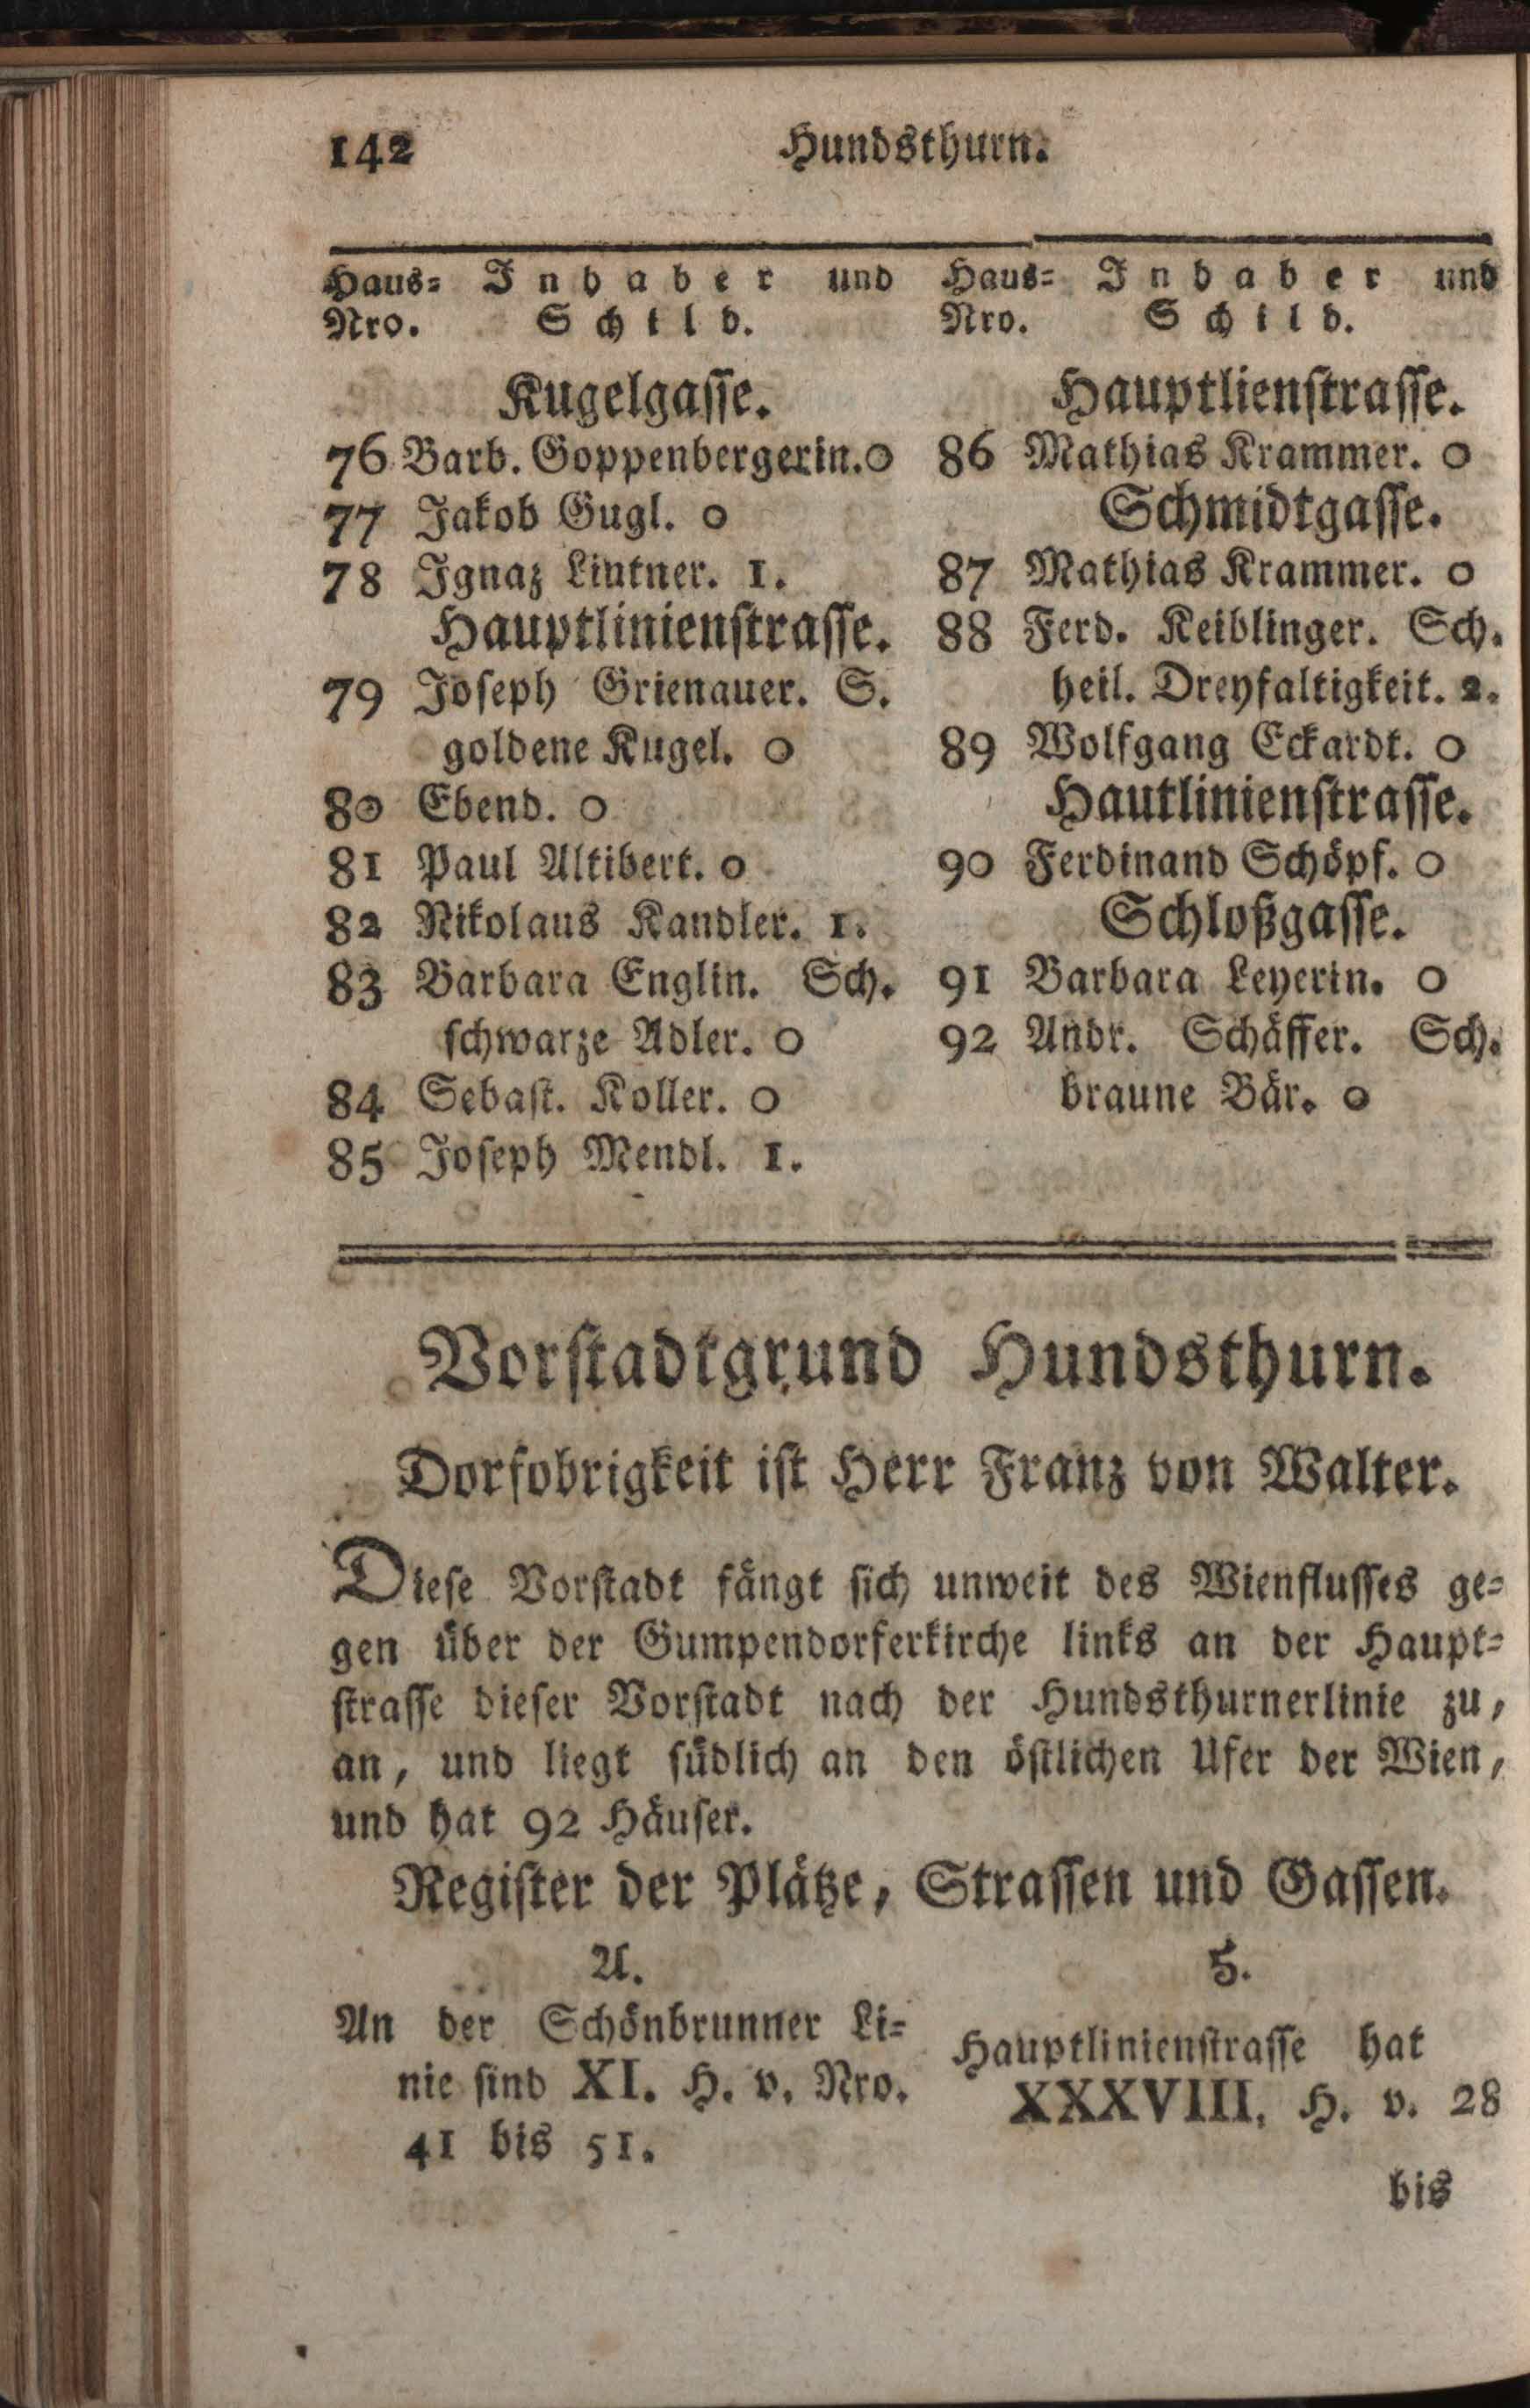 142 Hundsthurn.
Haus- Inhaber und
Nro. Schild.
Kugelgasse.
76 Barb. Goppenbergerin. o
77 Jakob Gugl. o
78 Ignaz Lintner. 1.
Hauptlinienstrasse.
79 Joseph Grienauer. S.
goldene Kugel. o
80 Ebend. o
81 Paul Altibert. o
82 Nikolaus Kandler. 1.
83 Barbara Englin. Sch.
schwarze Adler. o
84 Sebast. Koller. o
85 Joseph Mendl. 1.
Haus- Inhaber und
Nro. Schild.
Hauptlienstrasse.
86 Mathias Krammer. o
Schmidtgasse.
87 Mathias Krammer. o
88 Ferd. Keiblinger. Sch.
heil. Dreyfaltigkeit. 2.
89 Wolfgang Eckardt. o
Hautlinienstrasse.
90 Ferdinand Schöpf. o
Schloßgasse.
91 Barbara Leyerin. o
92 Andr. Schäffer. Sch.
braune Bär. o
Vorstadtgrund Hundsthurn.
Dorfobrigkeit ist Herr Franz von Walter.
Diese Vorstadt fängt sich unweit des Wienflusses ge-
gen über der Gumpendorferkirche links an der Haupt-
strasse dieser Vorstadt nach der Hundsthurnerlinie zu,
an, und liegt südlich an den östlichen Ufer der Wien,
und hat 92 Häuser.
Register der Plätze, Strassen und Gassen.
A.
An der Schönbrunner Li-
nie sind XI. H. v. Nro.
41 bis 51.
H.
Hauptlinienstrasse hat
XXXVIII. H. v. 28
bis